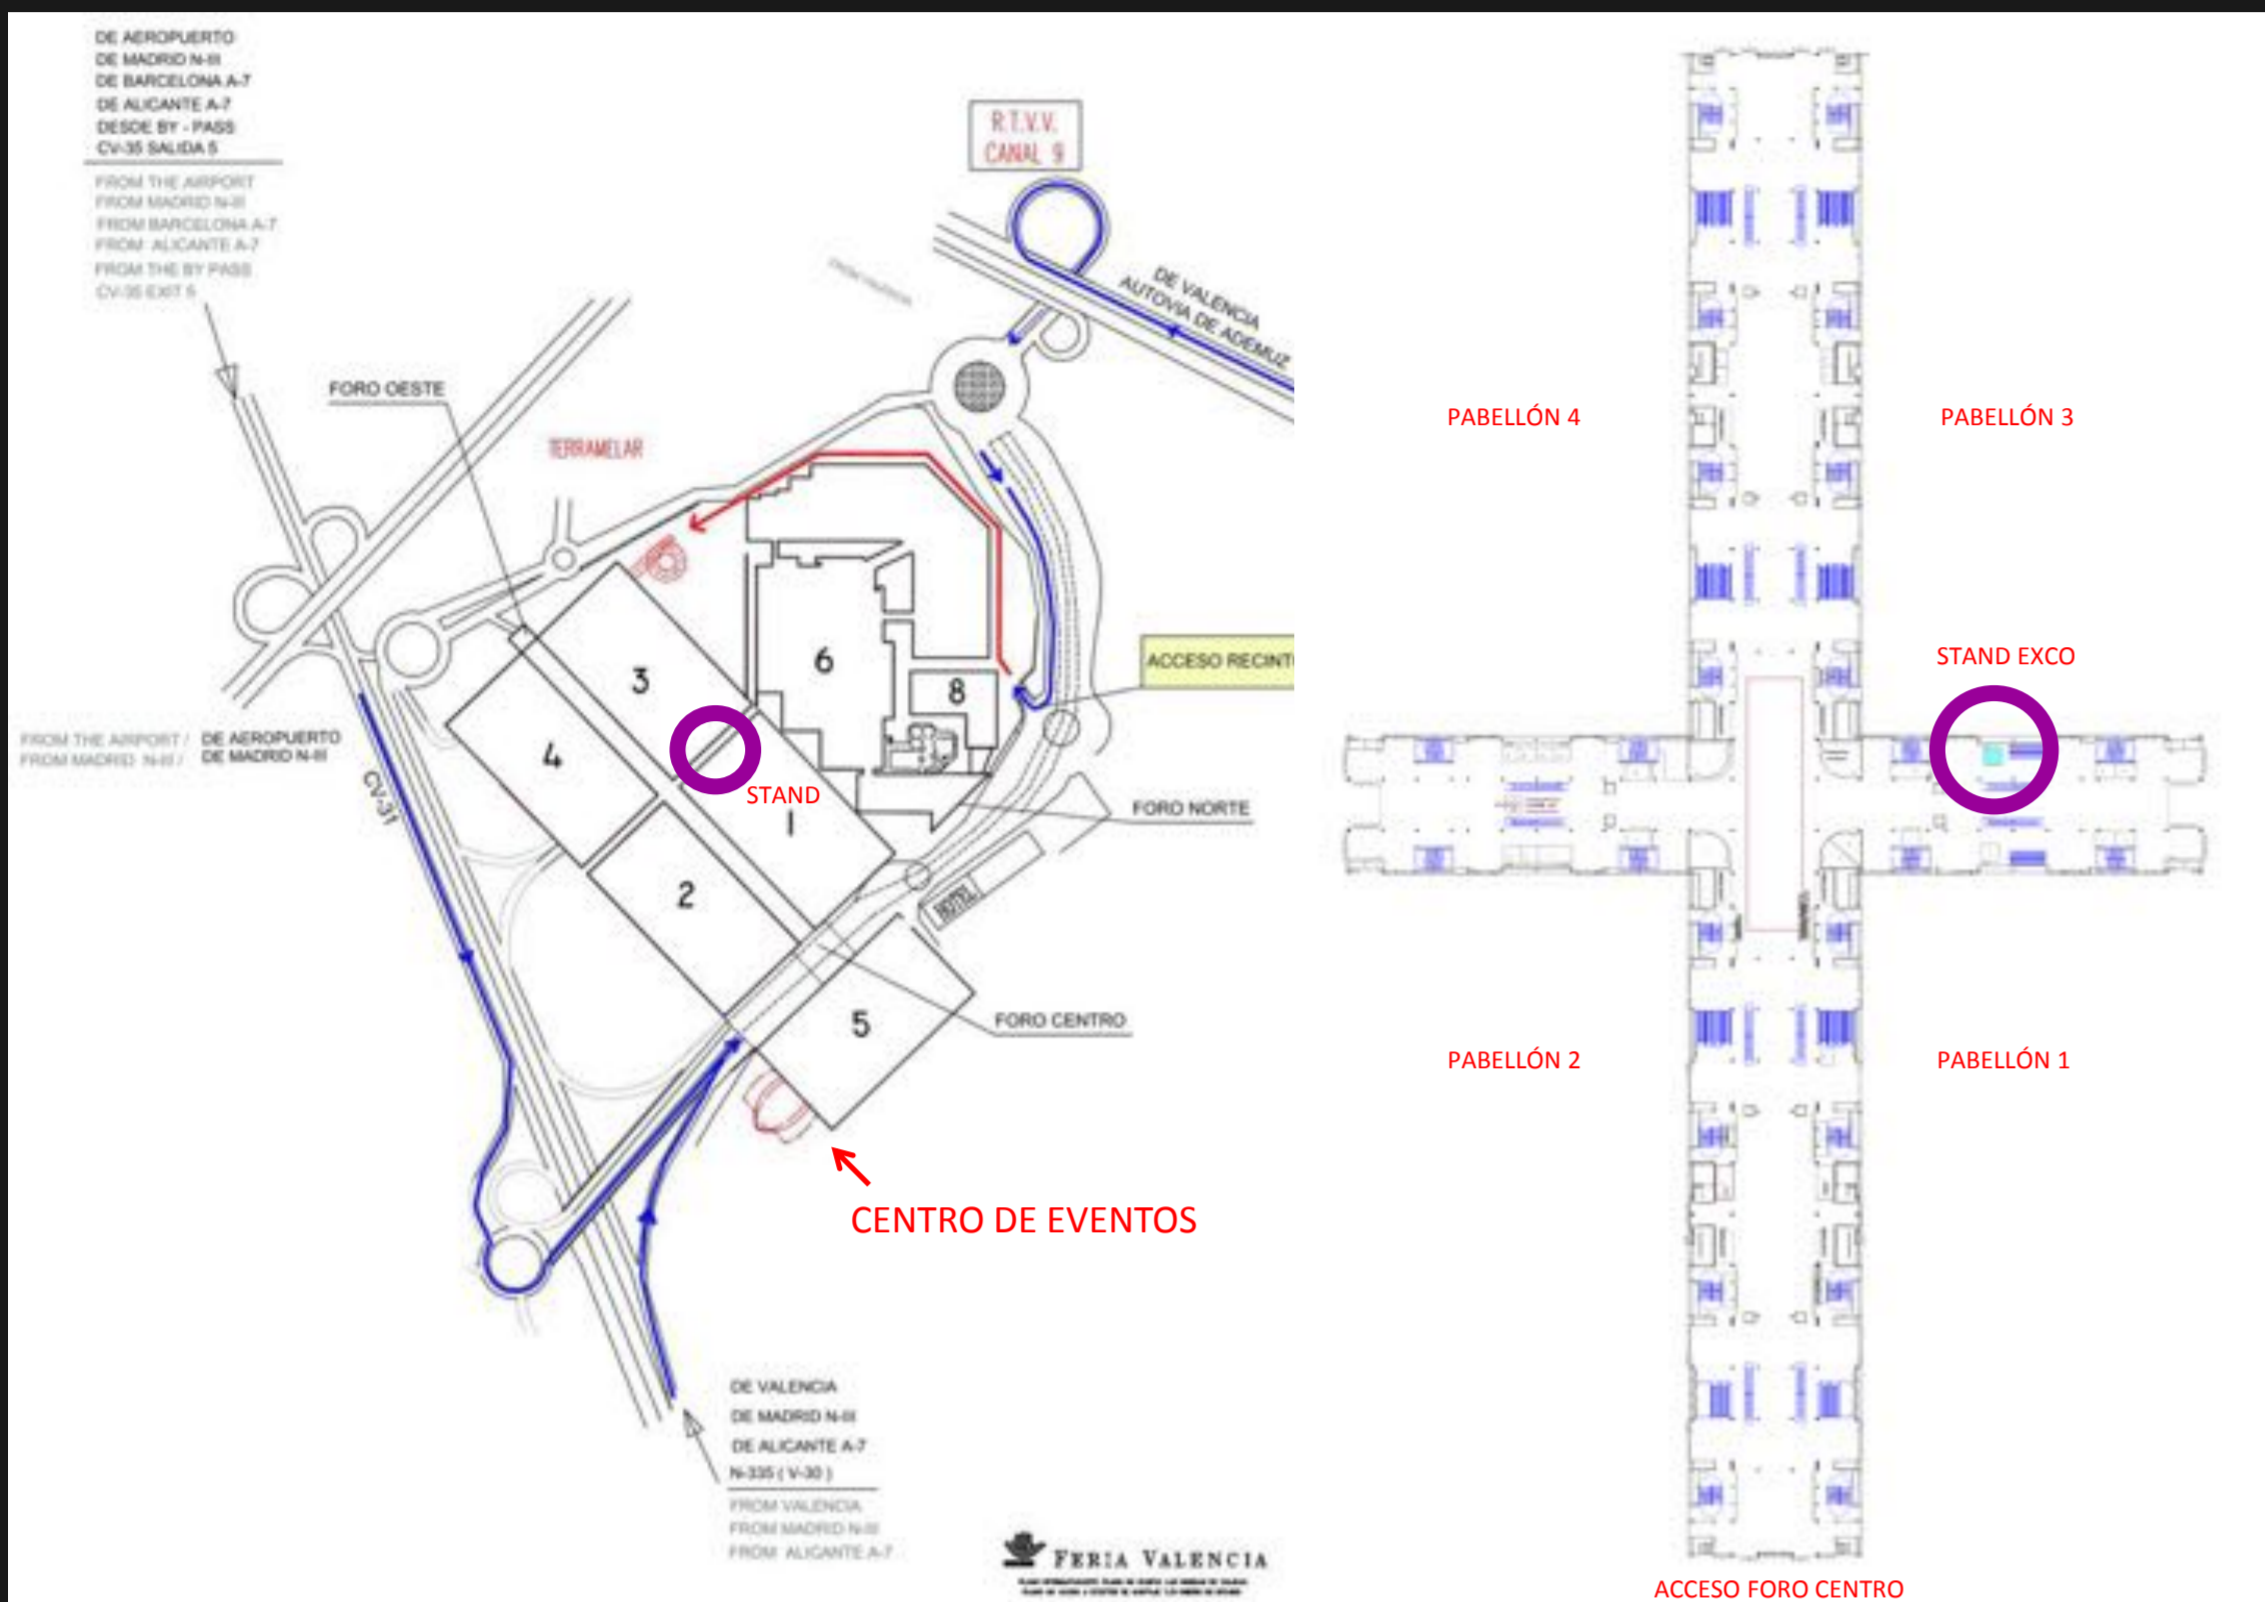 DE AEROPUERTO
DE MADRID N-III
DE BARCELONA A-7
DE ALICANTE A-7
DESDE BY - PASS
CV-35 SALIDA 5
FROM THE AIRPORT
FROM MADRID N-III
FROM BARCELONA A-7
FROM ALICANTE A-7
FROM THE BY PASS
CV-35 EXIT 5
R.T.V.V.
CANAL 9
DE VALENCIA
AUTOVIA DE ADEMUZ
FORO OESTE
TERRAMELAR
ACCESO
3
6
8
4
STAND
1
2
5
FROM THE AIRPORT / DE AEROPUERTO
FROM MADRID N-III / DE MADRID N-III
CV-31
FORO NORTE
HOTEL
FORO CENTRO
CENTRO DE EVENTOS
DE VALENCIA
DE MADRID N-III
DE ALICANTE A-7
N-335 ( V-30 )
FROM VALENCIA
FROM MADRID N-III
FROM ALICANTE A-7
FERIA VALENCIA
PABELLÓN 4
PABELLÓN 3
STAND EXCO
PABELLÓN 2
PABELLÓN 1
ACCESO FORO CENTRO